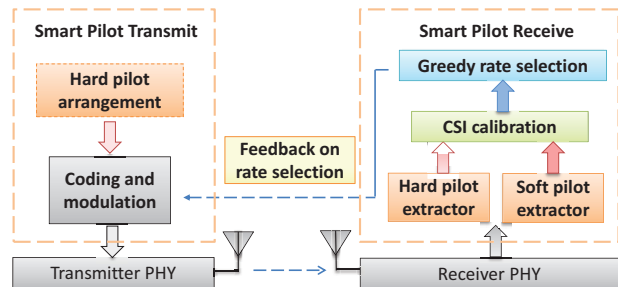 Smart Pilot Transmit
Hard pilot
arrangement
Coding and
modulation
Transmitter PHY
Feedback on
rate selection
Smart Pilot Receive
Greedy rate selection
CSI calibration
Hard pilot
extractor
Soft pilot
extractor
Receiver PHY